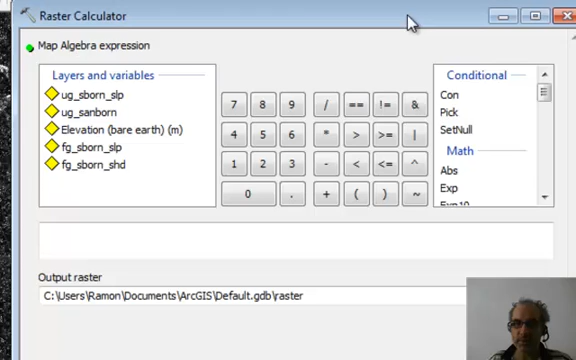 Raster Calculator
Map Algebra expression
Layers and variables
ug_sborn_slp
ug_sanborn
Elevation (bare earth) (m)
fg_sborn_slp
fg_sborn_shd
7 8 9 / == != &
4 5 6 * > >= |
1 2 3 - < <= ^
0 . + ( ) ~
Conditional
Con
Pick
SetNull
Math
Abs
Exp
Exp10
Output raster
C:\Users\Ramon\Documents\ArcGIS\Default.gdb\raster